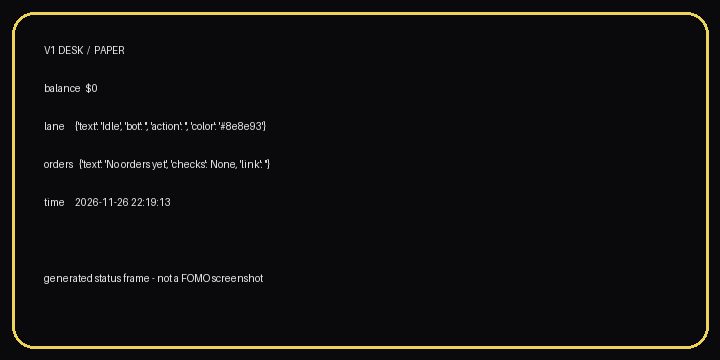 V1 DESK / PAPER
balance $0
lane {'text': 'Idle', 'bot': '', 'action': '', 'color': '#8e8e93'}
orders {'text': 'No orders yet', 'checks': None, 'link': ''}
time 2026-11-26 22:19:13
generated status frame - not a FOMO screenshot